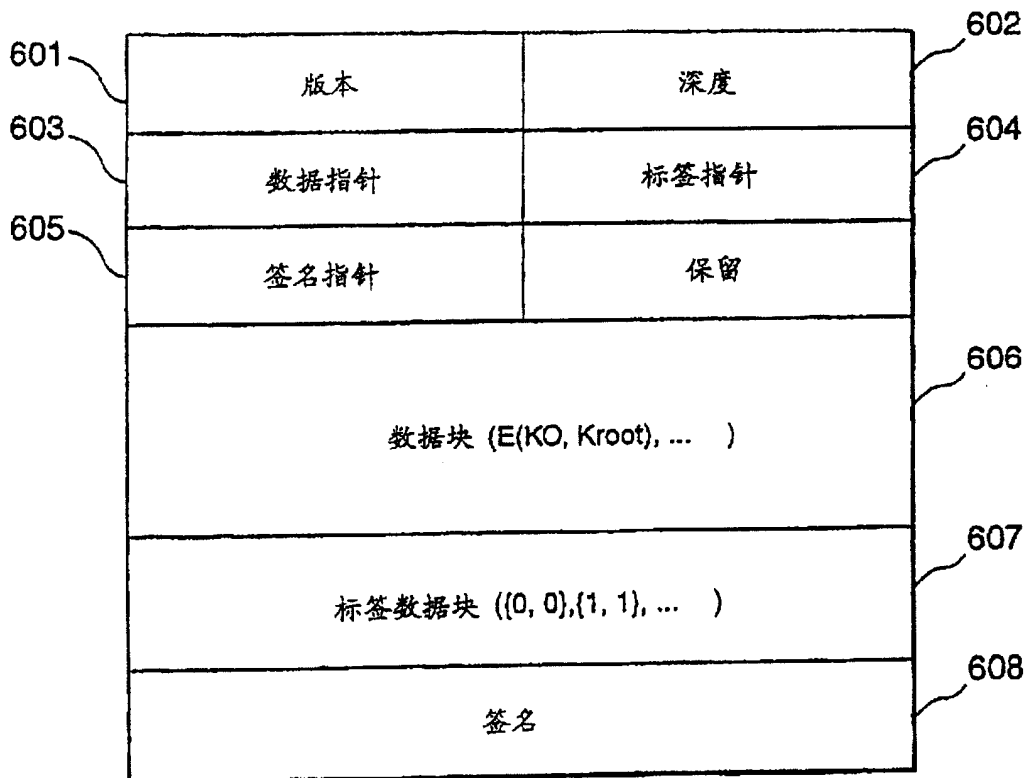 601 版本 深度 602
603 数据指针 标签指针 604
605 签名指针 保留
数据块 (E(KO, Kroot), ... ) 606
标签数据块 ({0, 0},{1, 1}, ... ) 607
签名 608